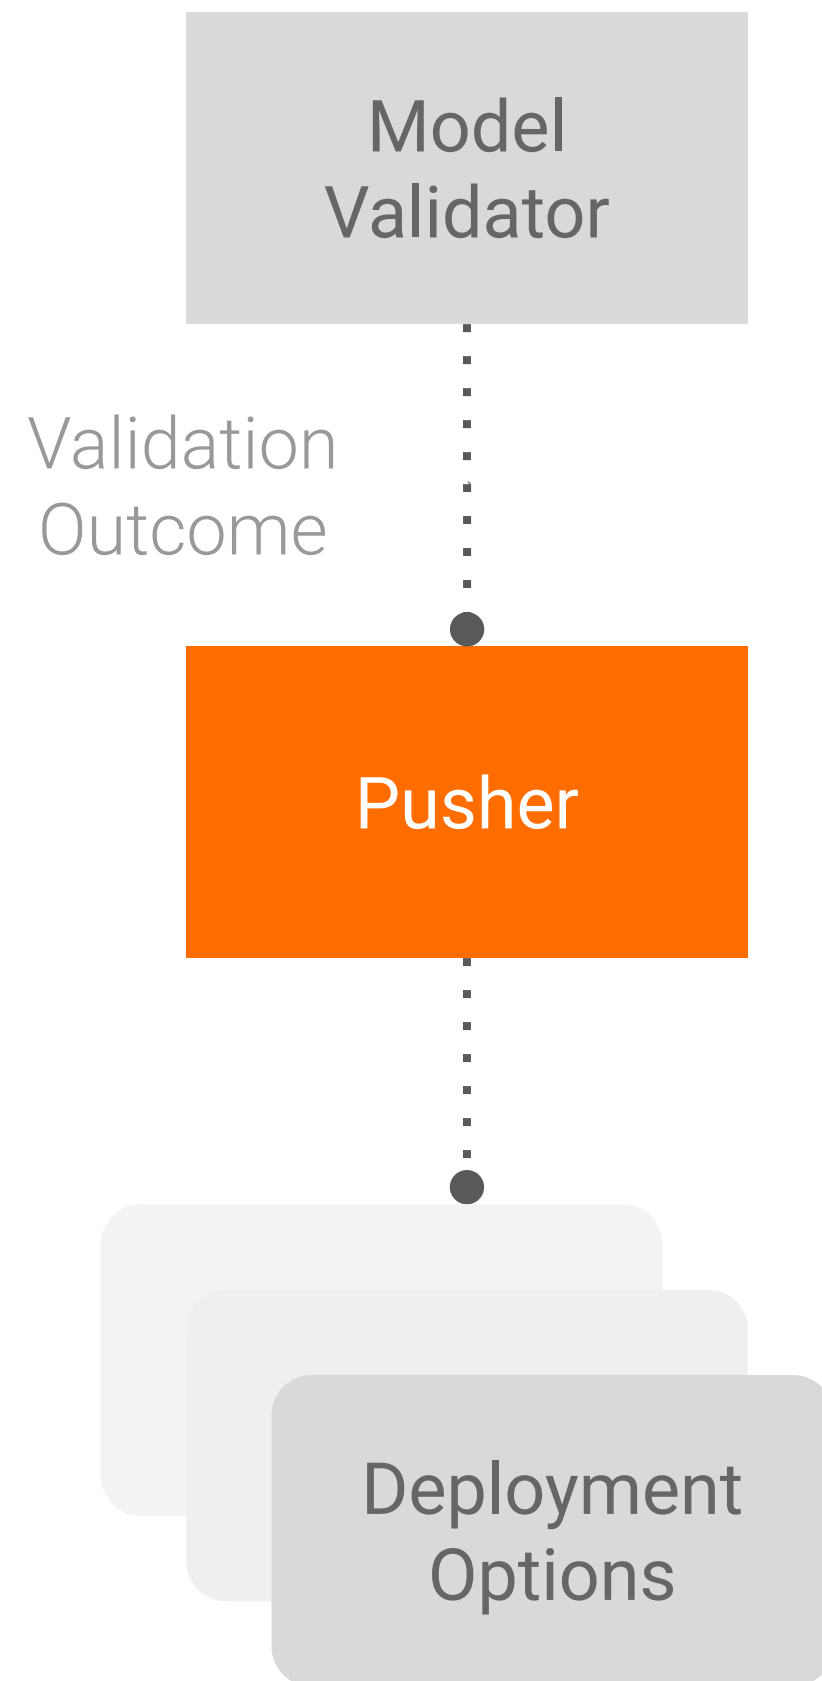 Model
Validator
Validation
Outcome
Pusher
Deployment
Options